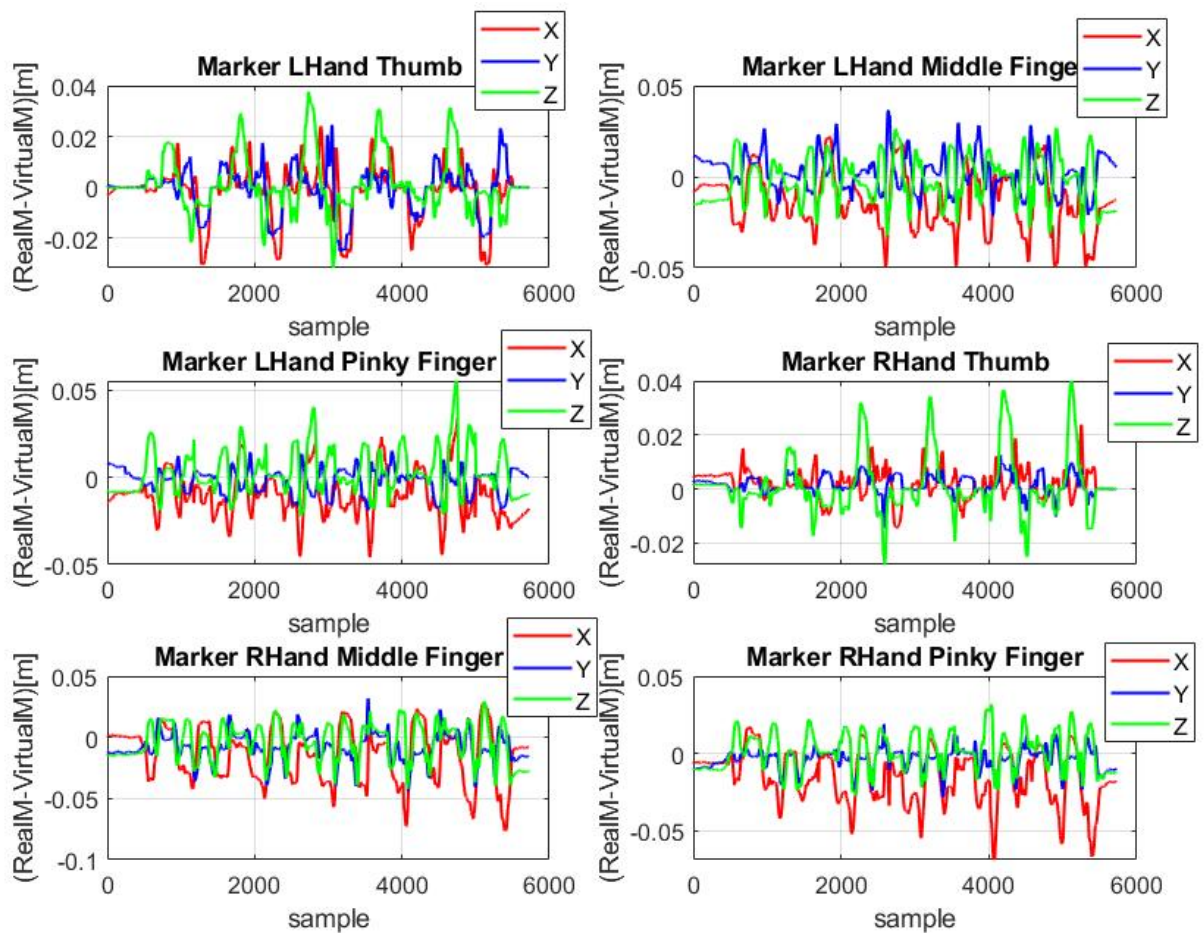 Marker LHand Thumb
X
Y
Z
(RealM-VirtualM)[m]
0.04
0.02
0
-0.02
0
2000
4000
6000
sample
Marker LHand Middle Finge
X
Y
Z
(RealM-VirtualM)[m]
0.05
0
-0.05
0
2000
4000
6000
sample
Marker LHand Pinky Finger
X
Y
Z
(RealM-VirtualM)[m]
0.05
0
-0.05
0
2000
4000
6000
sample
Marker RHand Thumb
X
Y
Z
(RealM-VirtualM)[m]
0.04
0.02
0
-0.02
0
2000
4000
6000
sample
Marker RHand Middle Finger
X
Y
Z
(RealM-VirtualM)[m]
0.05
0
-0.05
-0.1
0
2000
4000
6000
sample
Marker RHand Pinky Finger
X
Y
Z
(RealM-VirtualM)[m]
0.05
0
-0.05
0
2000
4000
6000
sample